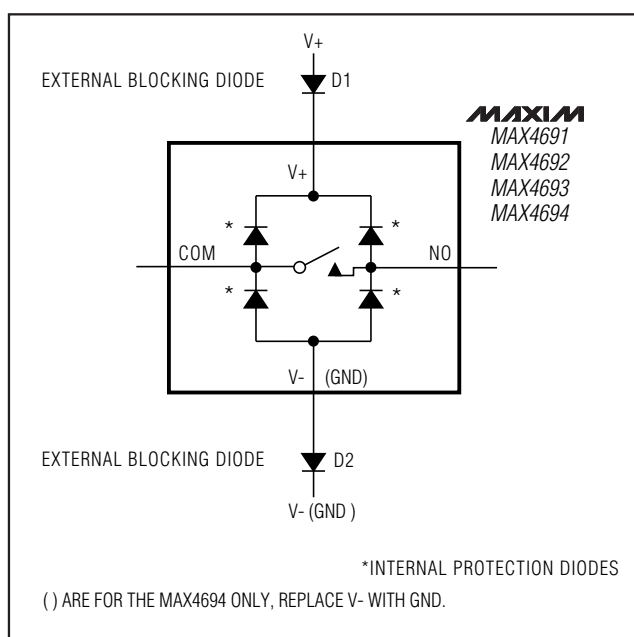 V+
EXTERNAL BLOCKING DIODE
D1
MAXIM
MAX4691
MAX4692
MAX4693
MAX4694
V+
* *
COM
NO
* *
V- (GND)
EXTERNAL BLOCKING DIODE
D2
V- (GND )
*INTERNAL PROTECTION DIODES
( ) ARE FOR THE MAX4694 ONLY, REPLACE V- WITH GND.